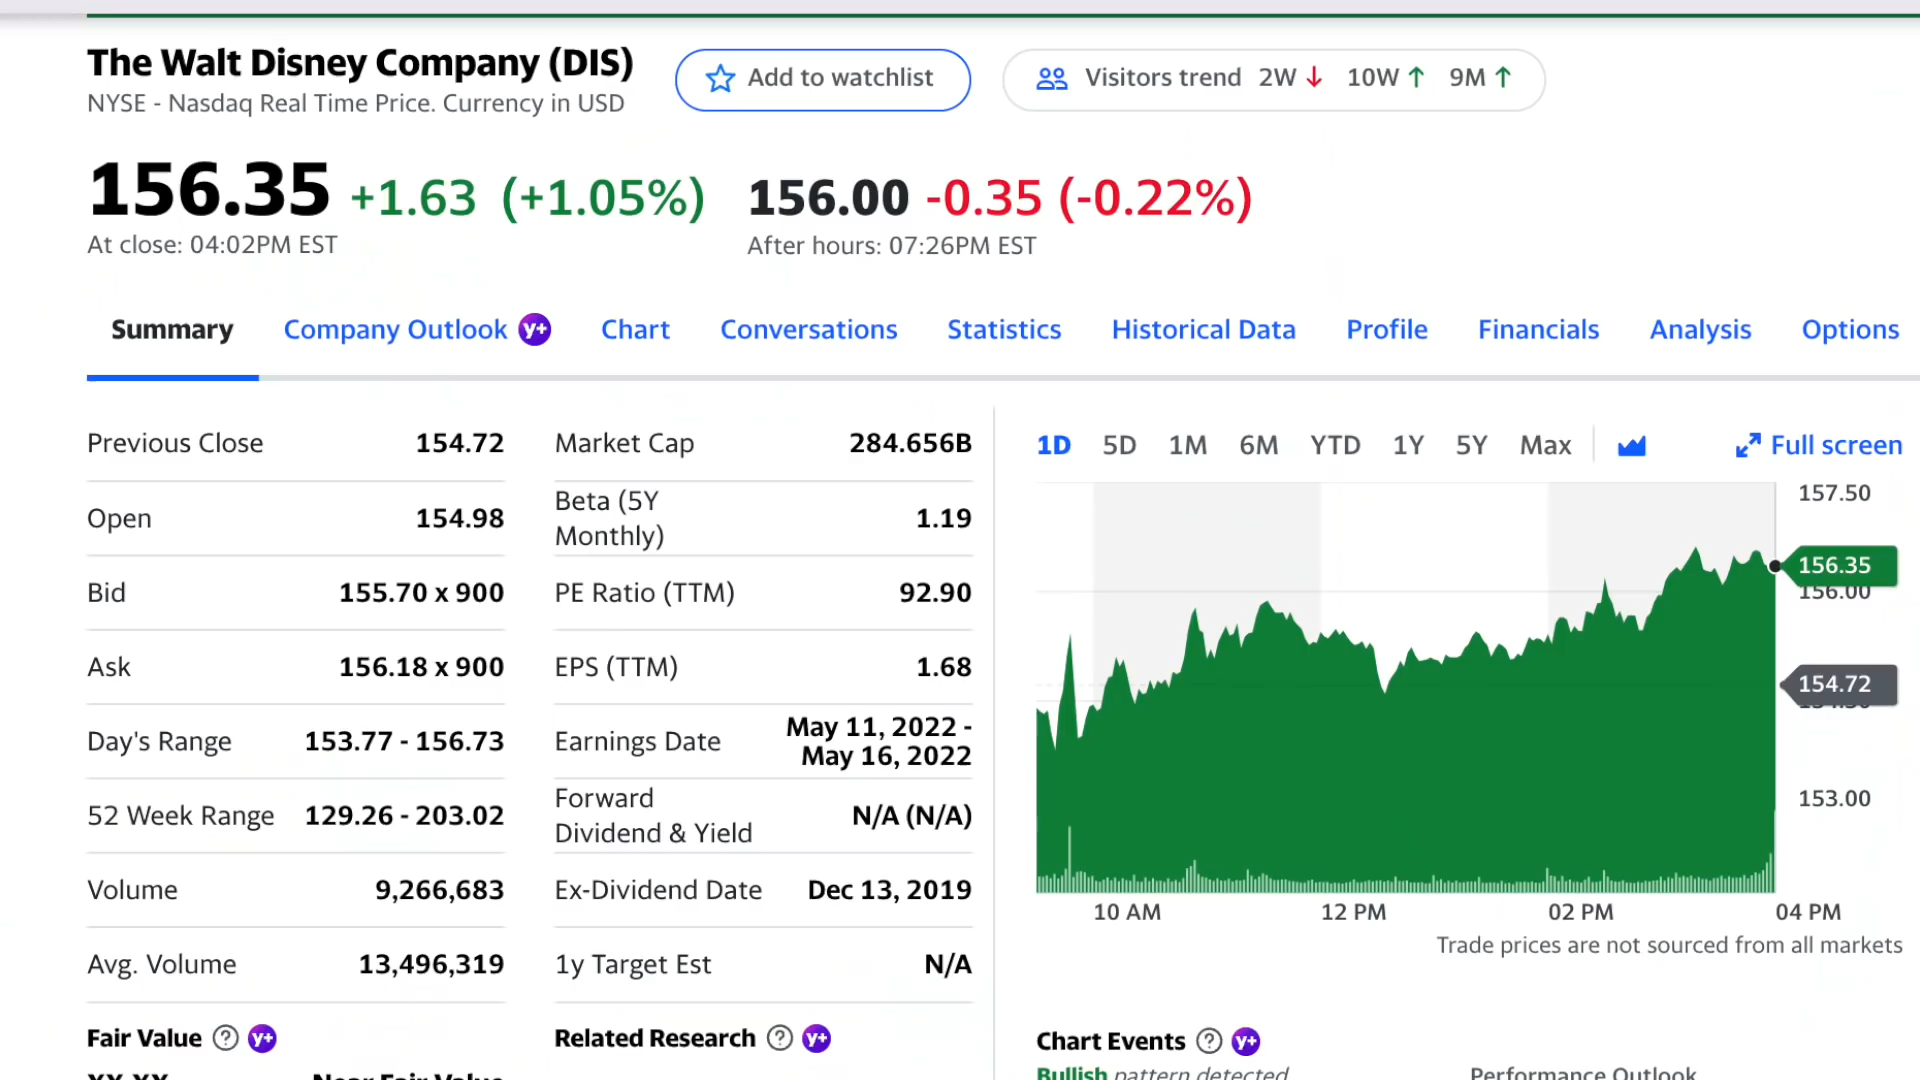 The Walt Disney Company (DIS)
NYSE - Nasdaq Real Time Price. Currency in USD
Add to watchlist
Visitors trend 2W ↓ 10W ↑ 9M ↑
156.35 +1.63 (+1.05%)
At close: 04:02PM EST
156.00 -0.35 (-0.22%)
After hours: 07:26PM EST
Summary Company Outlook y+ Chart Conversations Statistics Historical Data Profile Financials Analysis Options
Previous Close 154.72
Open 154.98
Bid 155.70 x 900
Ask 156.18 x 900
Day's Range 153.77 - 156.73
52 Week Range 129.26 - 203.02
Volume 9,266,683
Avg. Volume 13,496,319
Market Cap 284.656B
Beta (5Y
Monthly) 1.19
PE Ratio (TTM) 92.90
EPS (TTM) 1.68
Earnings Date May 11, 2022 -
May 16, 2022
Forward
Dividend & Yield N/A (N/A)
Ex-Dividend Date Dec 13, 2019
1y Target Est N/A
1D 5D 1M 6M YTD 1Y 5Y Max
Full screen
157.50
156.35
156.00
154.72
153.00
10 AM 12 PM 02 PM 04 PM
Trade prices are not sourced from all markets
Fair Value ? y+
XX.XX Near Fair Value
Related Research ? y+
Chart Events ? y+
Bullish pattern detected
Performance Outlook